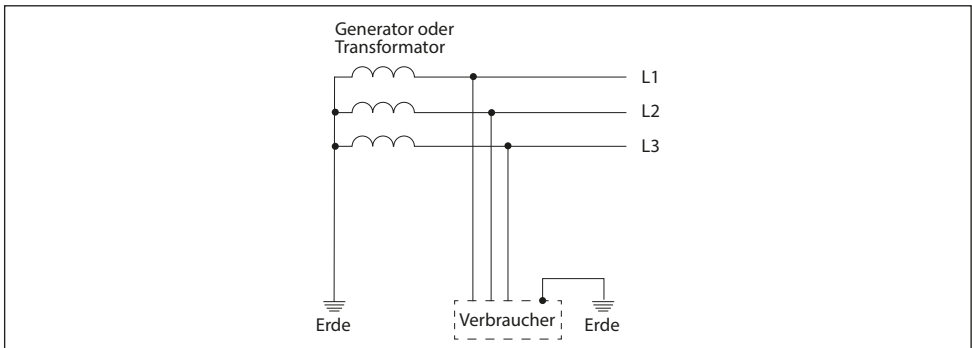 Generator oder
Transformator
L1
L2
L3
Erde
Verbraucher
Erde